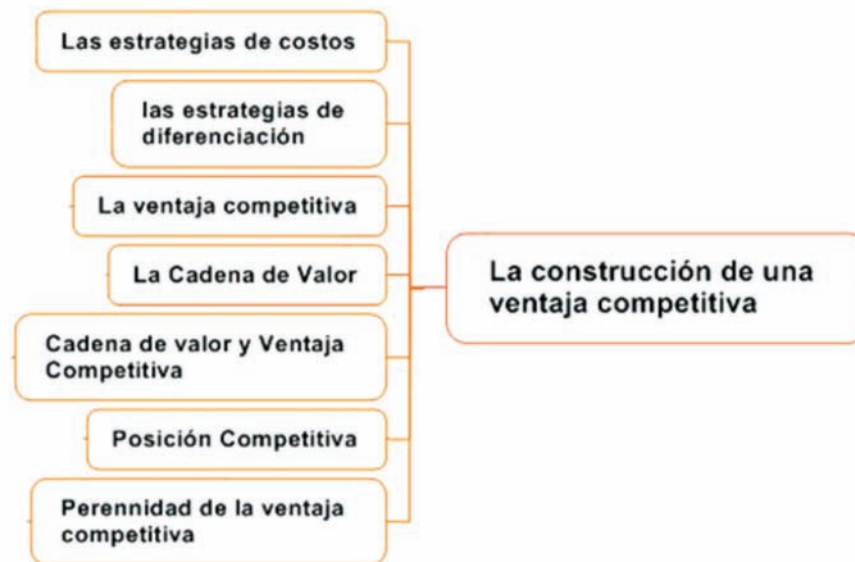 Las estrategias de costos
las estrategias de
diferenciación
La ventaja competitiva
La Cadena de Valor
Cadena de valor y Ventaja
Competitiva
Posición Competitiva
Perennidad de la ventaja
competitiva
La construcción de una
ventaja competitiva